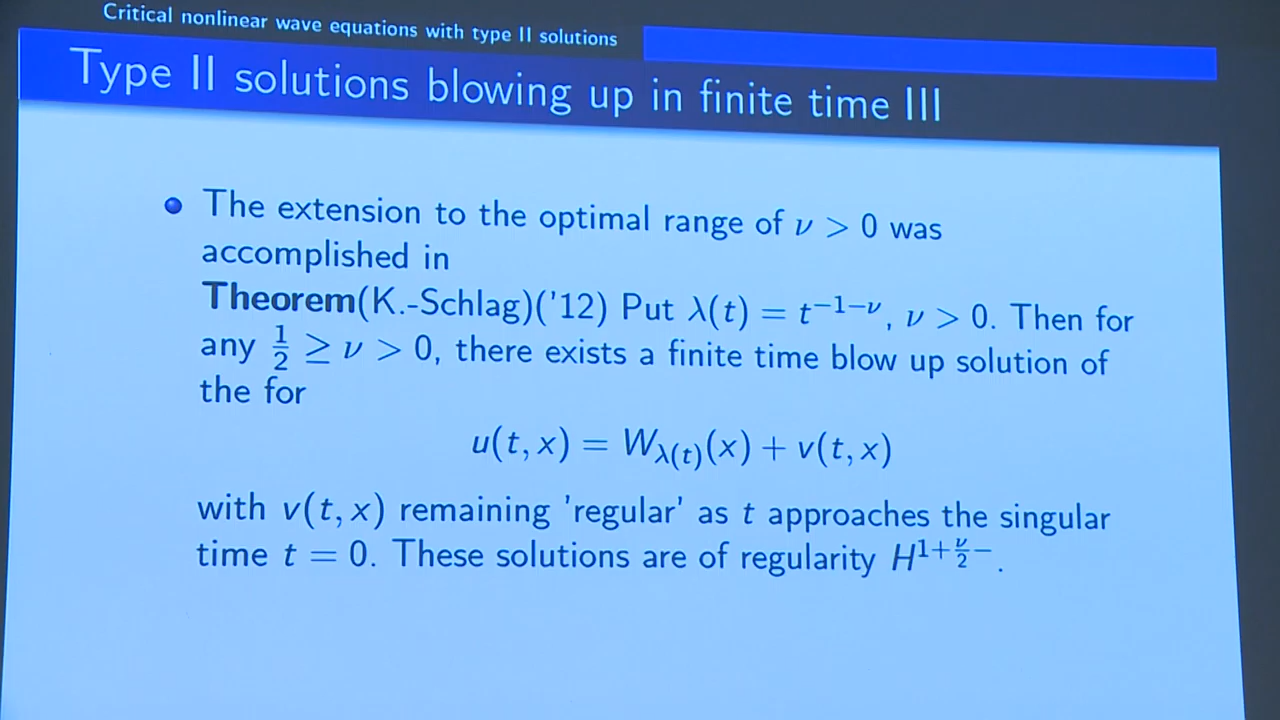 Critical nonlinear wave equations with type II solutions
Type II solutions blowing up in finite time III
The extension to the optimal range of ν > 0 was
accomplished in
Theorem(K.-Schlag)('12) Put λ(t) = t^{−1−ν}, ν > 0. Then for
any 1/2 ≥ ν > 0, there exists a finite time blow up solution of
the for
u(t, x) = W_{λ(t)}(x) + v(t, x)
with v(t, x) remaining 'regular' as t approaches the singular
time t = 0. These solutions are of regularity H^{1+ν/2−}.